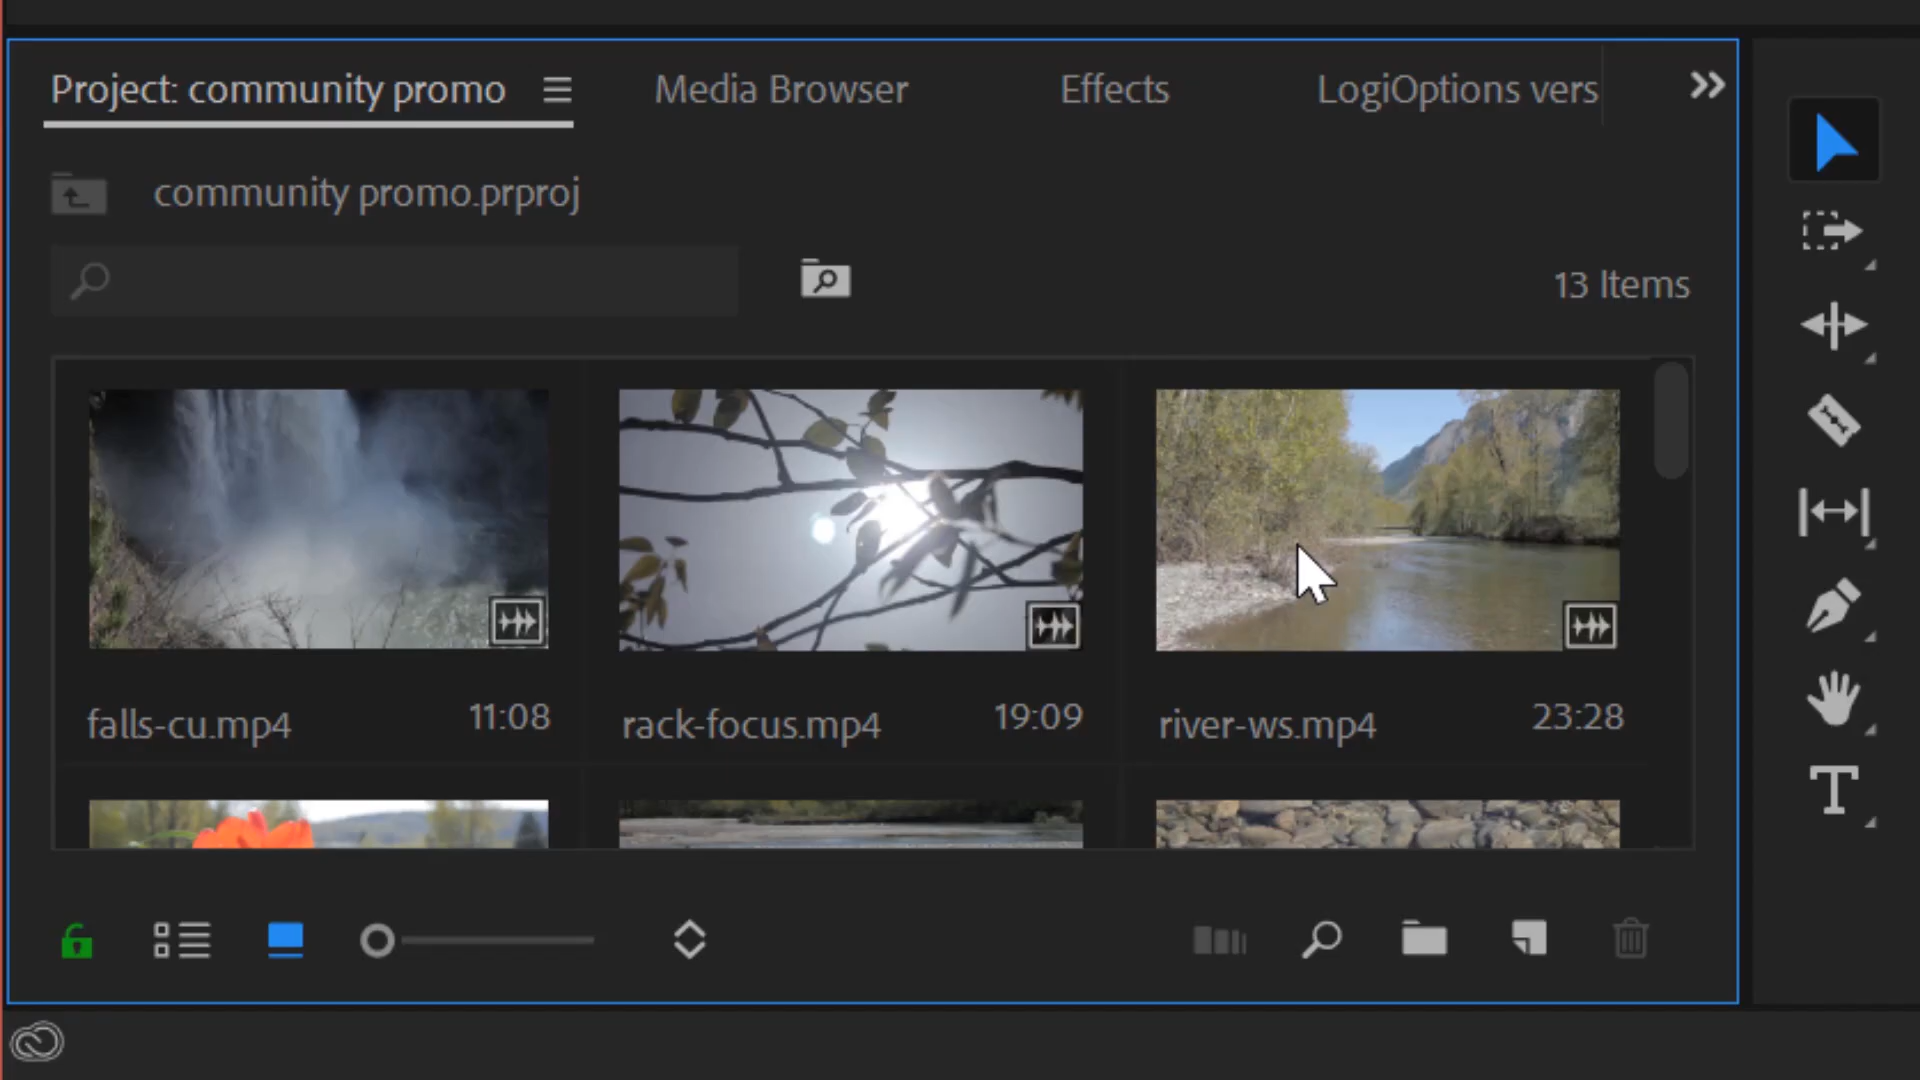 Project: community promo
Media Browser
Effects
LogiOptions vers
community promo.prproj
13 Items
falls-cu.mp4 11:08
rack-focus.mp4 19:09
river-ws.mp4 23:28